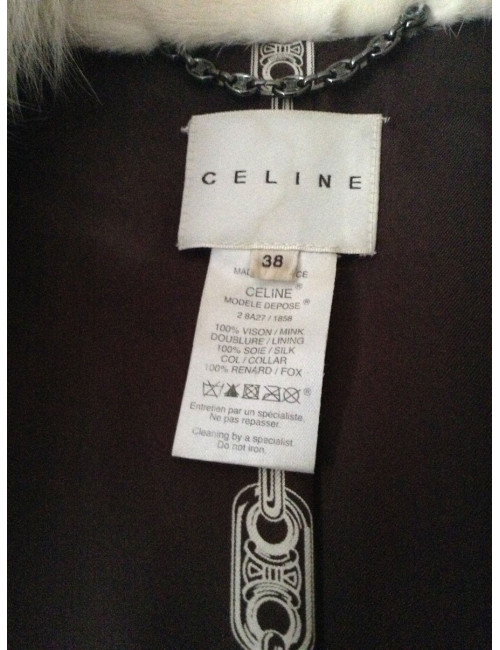 CELINE
38
CELINE®
MODELE DEPOSE®
2 8A27 / 1858
100% VISON / MINK
DOUBLURE / LINING
100% SOIE / SILK
COL / COLLAR
100% RENARD / FOX
®
Entretien par un spécialiste.
Ne pas repasser.
Cleaning by a specialist.
Do not iron.